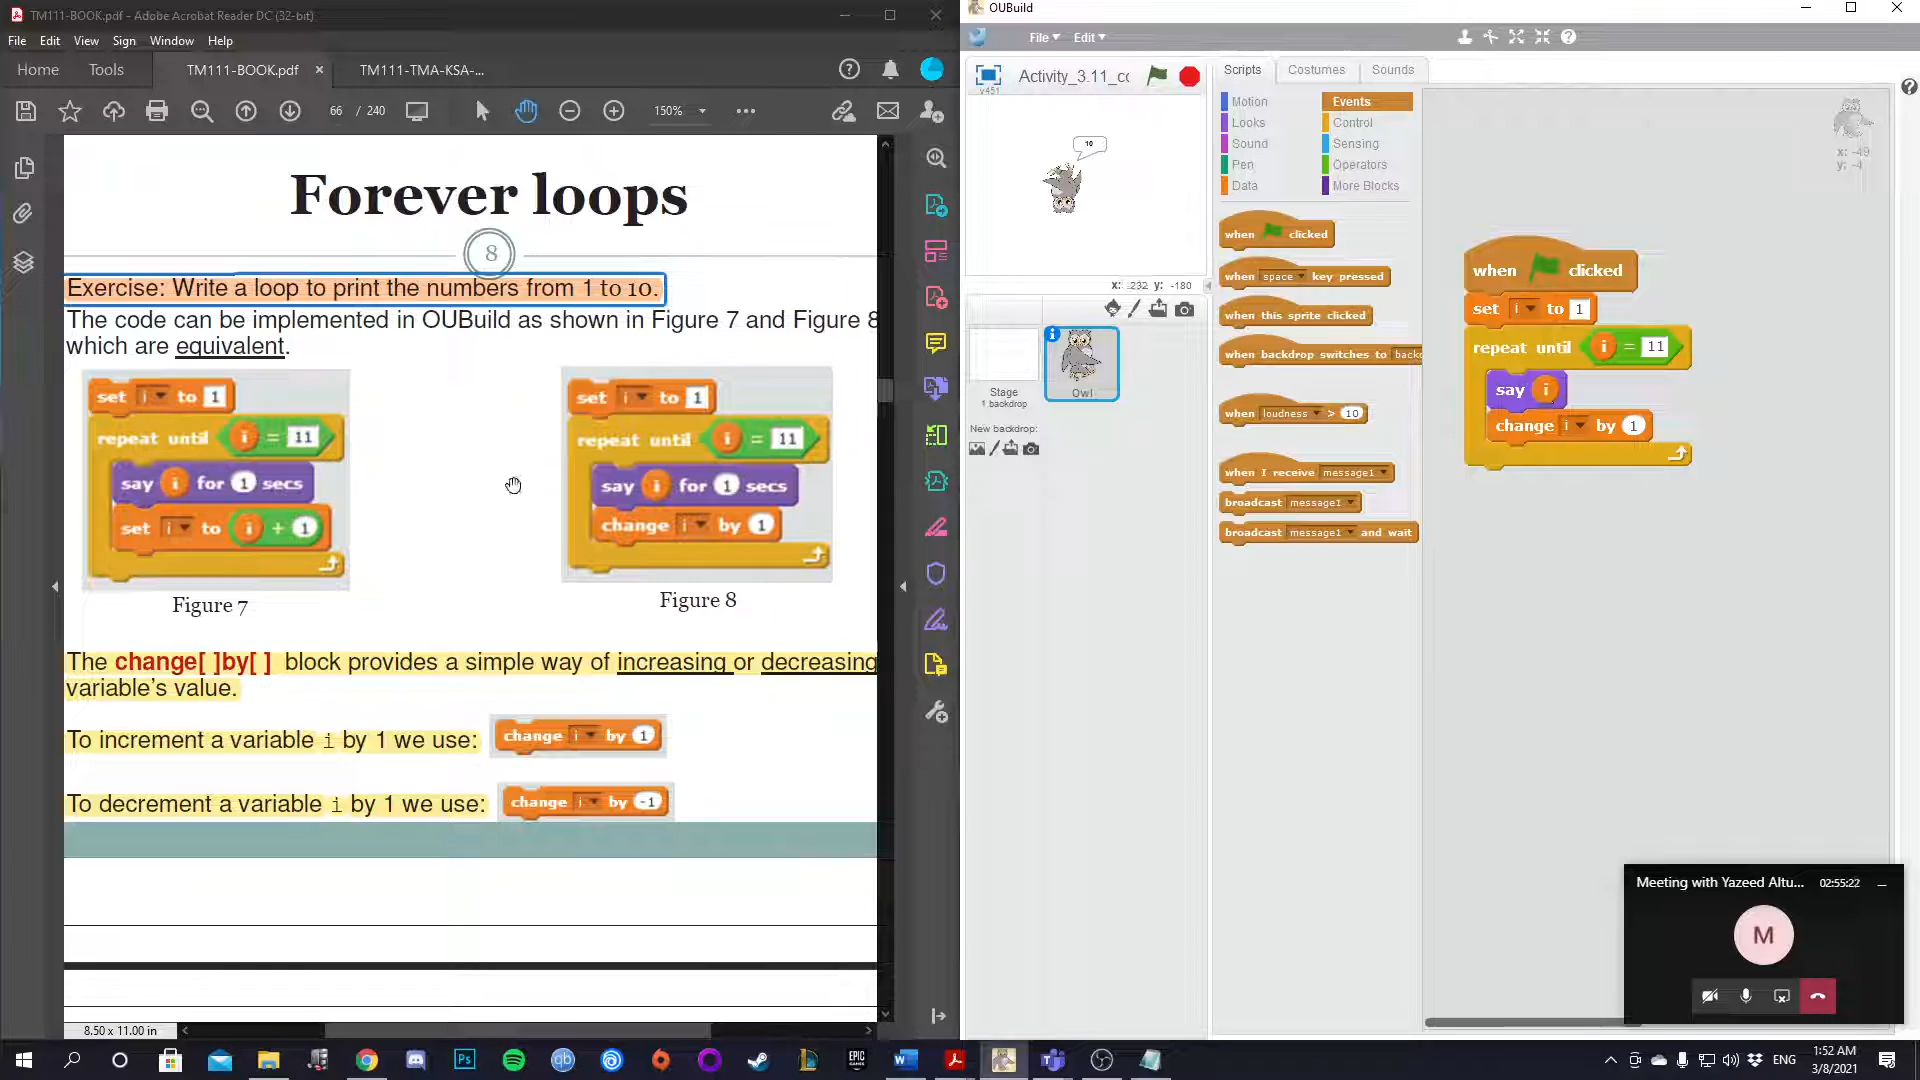 TM111-BOOK.pdf - Adobe Acrobat Reader DC (32-bit)
File Edit View Sign Window Help
Home Tools TM111-BOOK.pdf × TM111-TMA-KSA-...
66 / 240 150%
Forever loops
8
Exercise: Write a loop to print the numbers from 1 to 10.
The code can be implemented in OUBuild as shown in Figure 7 and Figure 8
which are equivalent.
set i to 1
repeat until i = 11
say i for 1 secs
set i to i + 1
Figure 7
set i to 1
repeat until i = 11
say i for 1 secs
change i by 1
Figure 8
The change[ ]by[ ] block provides a simple way of increasing or decreasing
variable's value.
To increment a variable i by 1 we use: change i by 1
To decrement a variable i by 1 we use: change i by -1
8.50 x 11.00 in
OUBuild
File Edit
v451
Activity_3.11_cc
10
x: -232 y: -180
Stage
1 backdrop
New backdrop:
Owl
Scripts Costumes Sounds
Motion Events
Looks Control
Sound Sensing
Pen Operators
Data More Blocks
when clicked
when space key pressed
when this sprite clicked
when backdrop switches to backd
when loudness > 10
when I receive message1
broadcast message1
broadcast message1 and wait
x: -49
y: -4
when clicked
set i to 1
repeat until i = 11
say i
change i by 1
Meeting with Yazeed Altu... 02:55:22
M
Ps
qb
EPIC GAMES
ENG
1:52 AM
3/8/2021